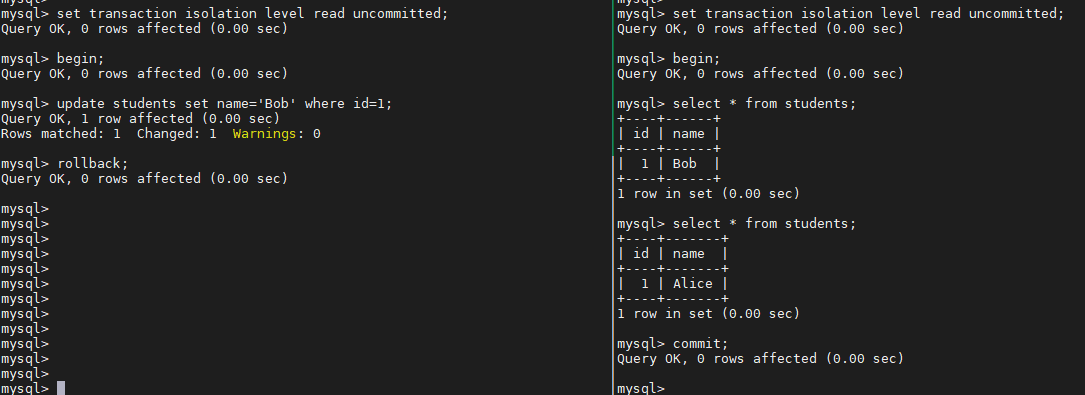 mysql> set transaction isolation level read uncommitted;
Query OK, 0 rows affected (0.00 sec)

mysql> begin;
Query OK, 0 rows affected (0.00 sec)

mysql> update students set name='Bob' where id=1;
Query OK, 1 row affected (0.00 sec)
Rows matched: 1  Changed: 1  Warnings: 0

mysql> rollback;
Query OK, 0 rows affected (0.00 sec)

mysql>
mysql>
mysql>
mysql>
mysql>
mysql>
mysql>
mysql>
mysql>
mysql>
mysql>
mysql>
mysql>
mysql> set transaction isolation level read uncommitted;
Query OK, 0 rows affected (0.00 sec)

mysql> begin;
Query OK, 0 rows affected (0.00 sec)

mysql> select * from students;
+----+------+
| id | name |
+----+------+
|  1 | Bob  |
+----+------+
1 row in set (0.00 sec)

mysql> select * from students;
+----+-------+
| id | name  |
+----+-------+
|  1 | Alice |
+----+-------+
1 row in set (0.00 sec)

mysql> commit;
Query OK, 0 rows affected (0.00 sec)

mysql>